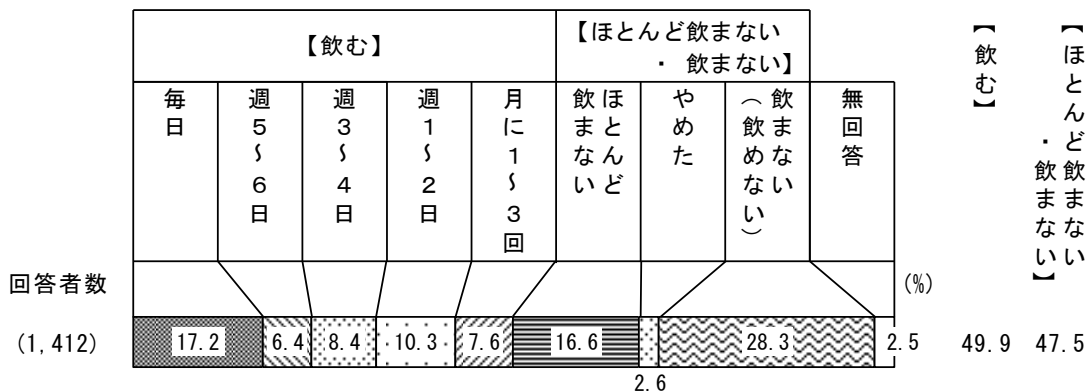 【飲む】
【ほとんど飲まない
・ 飲まない】
毎日
週５～６日
週３～４日
週１～２日
月に１～３回
ほとんど
飲まない
やめた
飲まない
（飲めない）
無回答
【飲む】
【ほとんど飲まない
・飲まない】
回答者数
(%)
(1,412)
17.2
6.4
8.4
10.3
7.6
16.6
2.6
28.3
2.5
49.9
47.5